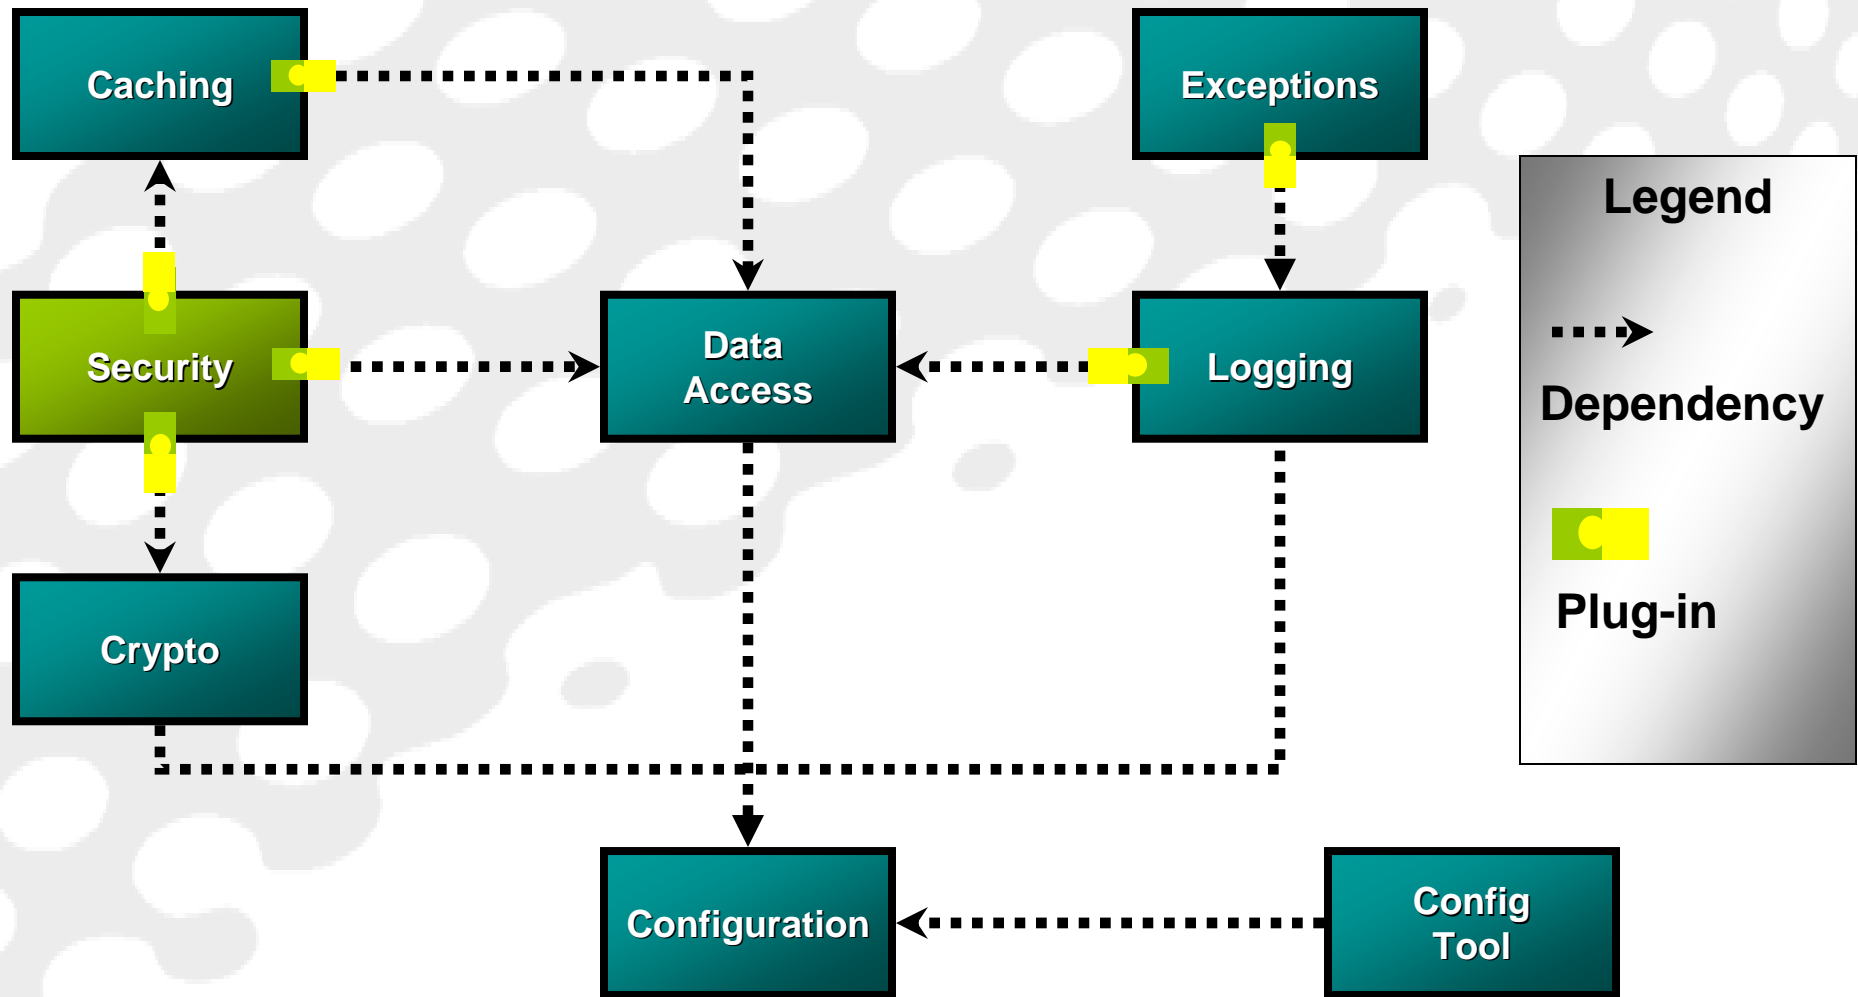 Caching
Exceptions
Legend
Security
Data
Access
Logging
Dependency
Plug-in
Crypto
Configuration
Config
Tool